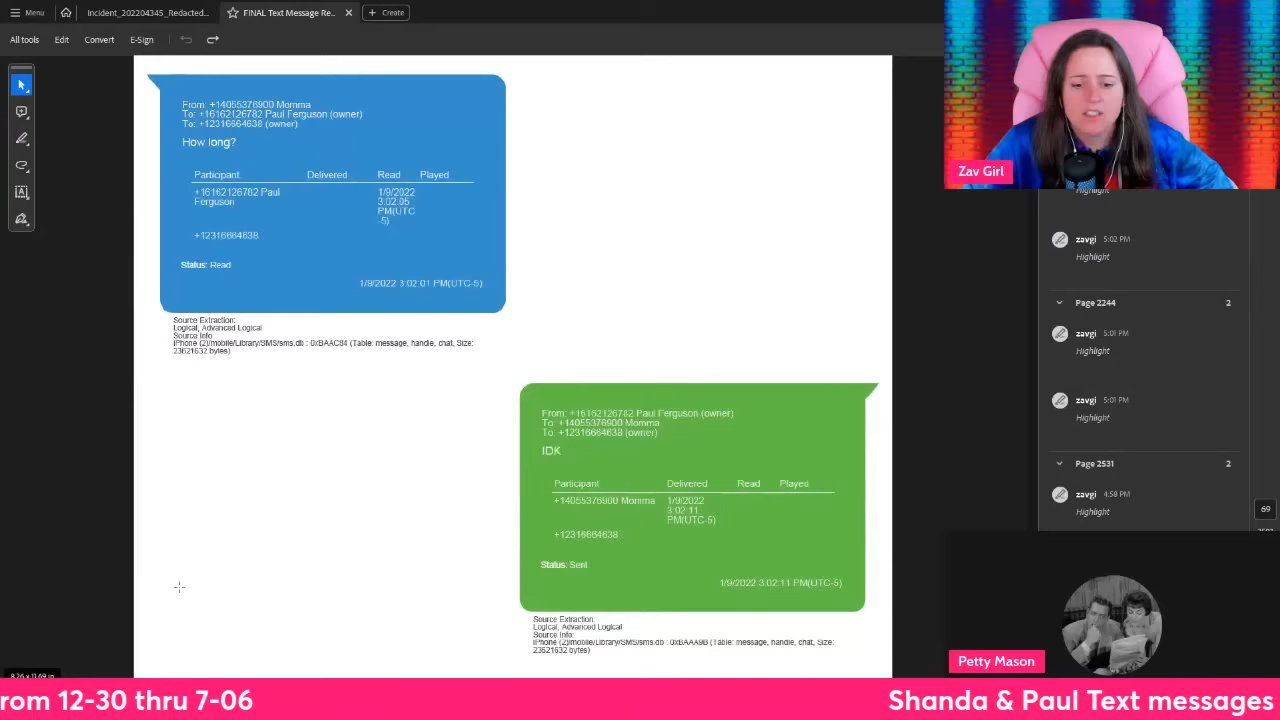 Menu
Incident_202204345_Redacted...
FINAL Text Message Re...
Create
All tools
Edit
Convert
E-Sign
From: +14055376900 Momma
To: +16162126782 Paul Ferguson (owner)
To: +12316664638 (owner)
How long?
Participant Delivered Read Played
+16162126782 Paul Ferguson 1/9/2022 3:02:05 PM(UTC-5)
+12316664638
Status: Read
1/9/2022 3:02:01 PM(UTC-5)
Source Extraction:
Logical, Advanced Logical
Source Info:
iPhone (2)/mobile/Library/SMS/sms.db : 0xBAAC84 (Table: message, handle, chat, Size:
23621632 bytes)
From: +16162126782 Paul Ferguson (owner)
To: +14055376900 Momma
To: +12316664638 (owner)
IDK
Participant Delivered Read Played
+14055376900 Momma 1/9/2022 3:02:11 PM(UTC-5)
+12316664638
Status: Sent
1/9/2022 3:02:11 PM(UTC-5)
Source Extraction:
Logical, Advanced Logical
Source Info:
iPhone (2)/mobile/Library/SMS/sms.db : 0xBAAA9B (Table: message, handle, chat, Size:
23621632 bytes)
8.26 x 11.69 in
Zav Girl
Highlight
zavgi 5:02 PM
Highlight
Page 2244 2
zavgi 5:01 PM
Highlight
zavgi 5:01 PM
Highlight
Page 2531 2
zavgi 4:58 PM
Highlight
69
Petty Mason
rom 12-30 thru 7-06
Shanda & Paul Text messages